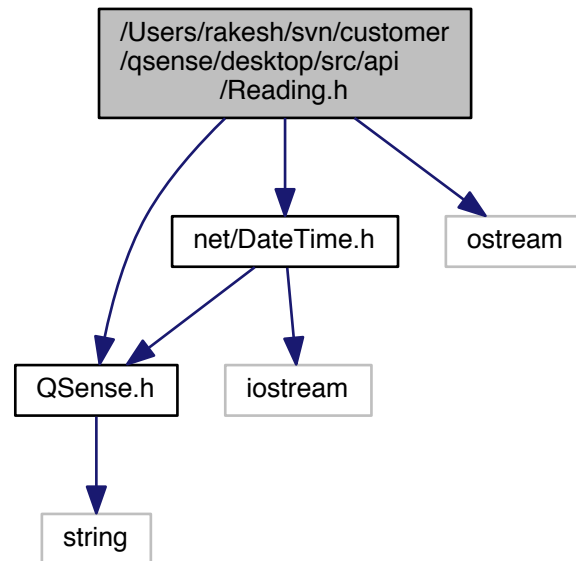 /Users/rakesh/svn/customer
/qsense/desktop/src/api
/Reading.h
net/DateTime.h
ostream
QSense.h
iostream
string